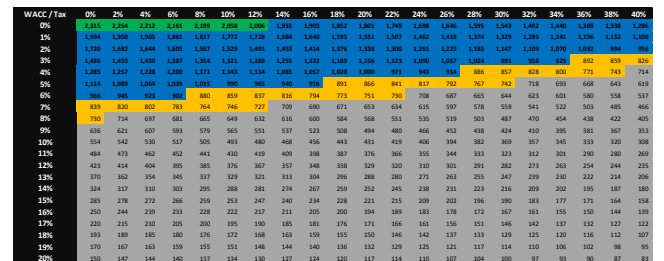 WACC / Tax 0% 2% 4% 6% 8% 10% 12% 14% 16% 18% 20% 22% 24% 26% 28% 30% 32% 34% 36% 38% 40%
0% 2,315 2,264 2,212 2,161 2,109 2,058 2,006 1,955 1,903 1,852 1,801 1,749 1,698 1,646 1,595 1,543 1,492 1,440 1,389 1,338 1,286
1% 1,994 1,950 1,905 1,861 1,817 1,772 1,728 1,684 1,640 1,595 1,551 1,507 1,462 1,418 1,374 1,329 1,285 1,241 1,196 1,152 1,108
2% 1,720 1,682 1,644 1,605 1,567 1,529 1,491 1,453 1,414 1,376 1,338 1,300 1,261 1,223 1,185 1,147 1,109 1,070 1,032 994 956
3% 1,486 1,453 1,420 1,387 1,354 1,321 1,288 1,255 1,222 1,189 1,156 1,123 1,090 1,057 1,024 991 958 925 892 859 826
4% 1,285 1,257 1,228 1,200 1,171 1,143 1,114 1,085 1,057 1,028 1,000 971 943 914 886 857 828 800 771 743 714
5% 1,114 1,089 1,064 1,039 1,015 990 965 940 916 891 866 841 817 792 767 742 718 693 668 643 619
6% 966 945 923 902 880 859 837 816 794 773 751 730 708 687 665 644 623 601 580 558 537
7% 839 820 802 783 764 746 727 709 690 671 653 634 615 597 578 559 541 522 503 485 466
8% 730 714 697 681 665 649 632 616 600 584 568 551 535 519 503 487 470 454 438 422 405
9% 636 621 607 593 579 565 551 537 523 508 494 480 466 452 438 424 410 395 381 367 353
10% 554 542 530 517 505 493 480 468 456 443 431 419 406 394 382 369 357 345 333 320 308
11% 484 473 462 452 441 430 419 409 398 387 376 366 355 344 333 323 312 301 290 280 269
12% 423 414 404 395 385 376 367 357 348 338 329 320 310 301 291 282 273 263 254 244 235
13% 370 362 354 345 337 329 321 313 304 296 288 280 271 263 255 247 239 230 222 214 206
14% 324 317 310 303 295 288 281 274 267 259 252 245 238 231 223 216 209 202 195 187 180
15% 285 278 272 266 259 253 247 240 234 228 221 215 209 202 196 190 183 177 171 164 158
16% 250 244 239 233 228 222 217 211 205 200 194 189 183 178 172 167 161 155 150 144 139
17% 220 215 210 205 200 195 190 185 181 176 171 166 161 156 151 146 142 137 132 127 122
18% 193 189 185 180 176 172 168 163 159 155 150 146 142 137 133 129 125 120 116 112 107
19% 170 167 163 159 155 151 148 144 140 136 132 129 125 121 117 114 110 106 102 98 95
20% 150 147 144 140 137 134 130 127 124 120 117 114 110 107 104 100 97 93 90 87 83